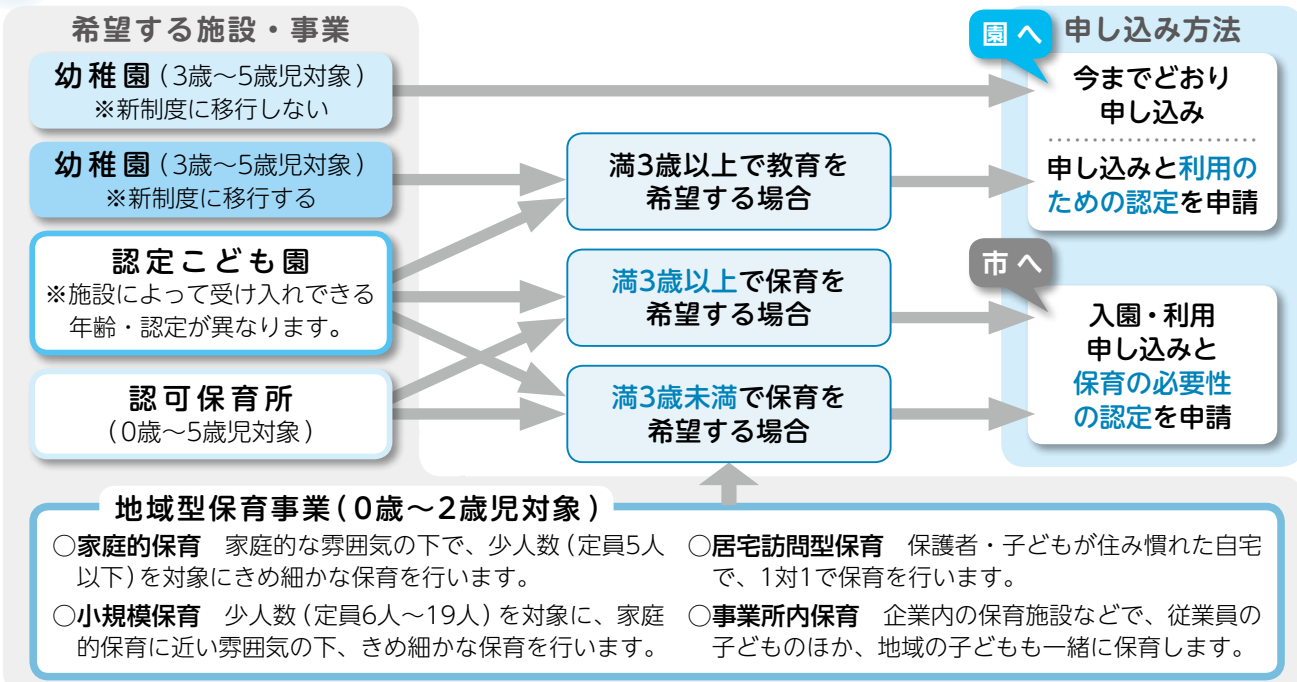 希望する施設・事業
幼稚園（3歳〜5歳児対象）
※新制度に移行しない
幼稚園（3歳〜5歳児対象）
※新制度に移行する
認定こども園
※施設によって受け入れできる
年齢・認定が異なります。
認可保育所
（0歳〜5歳児対象）
満3歳以上で教育を
希望する場合
満3歳以上で保育を
希望する場合
満3歳未満で保育を
希望する場合
申し込み方法
園へ
今までどおり
申し込み
申し込みと利用の
ための認定を申請
市へ
入園・利用
申し込みと
保育の必要性
の認定を申請
地域型保育事業（0歳〜2歳児対象）
○家庭的保育　家庭的な雰囲気の下で、少人数（定員5人
以下）を対象にきめ細かな保育を行います。
○小規模保育　少人数（定員6人〜19人）を対象に、家庭
的保育に近い雰囲気の下、きめ細かな保育を行います。
○居宅訪問型保育　保護者・子どもが住み慣れた自宅
で、1対1で保育を行います。
○事業所内保育　企業内の保育施設などで、従業員の
子どものほか、地域の子どもも一緒に保育します。